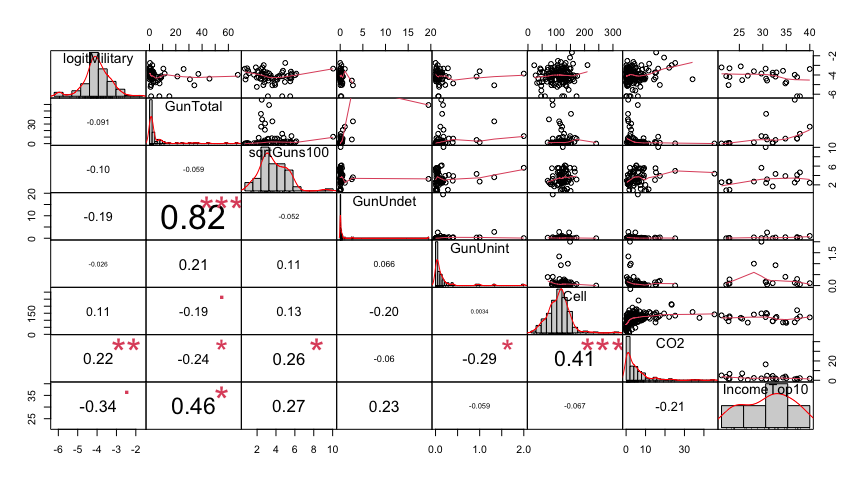 0 20 40 60 0 5 10 15 20 0 100 200 300 25 30 35 40
logitMilitary -6 -4 -2
0 30 -0.091 GunTotal
-0.10 -0.059 sqrtGuns100 2 4 6 10
0 10 20 -0.19 0.82 *** -0.052 GunUndet
-0.026 0.21 0.11 0.066 GunUnint 0.0 1.5
0 150 0.11 -0.19 . 0.13 -0.20 0.0034 Cell
0.22 ** -0.24 * 0.26 * -0.06 -0.29 * 0.41 *** CO2 0 20 40
25 35 -0.34 . 0.46 * 0.27 0.23 -0.059 -0.067 -0.21 IncomeTop10
-6 -5 -4 -3 -2 2 4 6 8 10 0.0 1.0 2.0 0 10 30